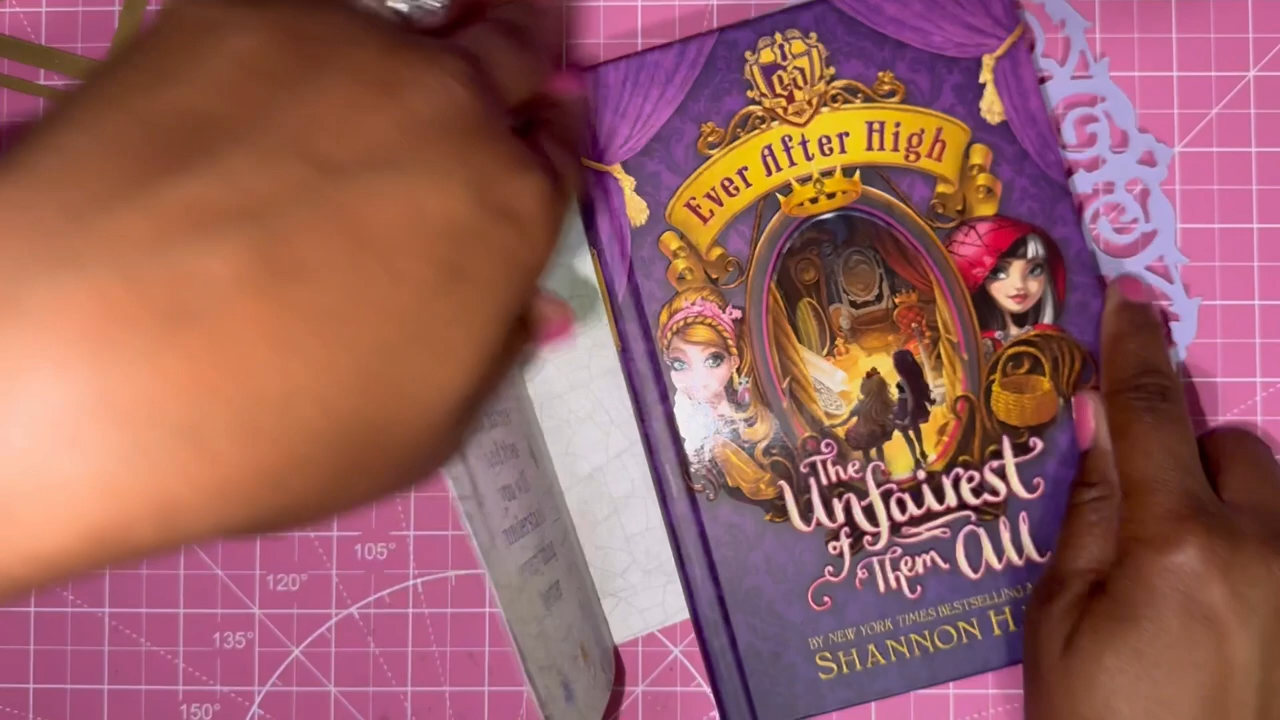 Ever After High
The
Unfairest
of
Them All
BY NEW YORK TIMES BESTSELLING
SHANNON
105°
120°
135°
150°